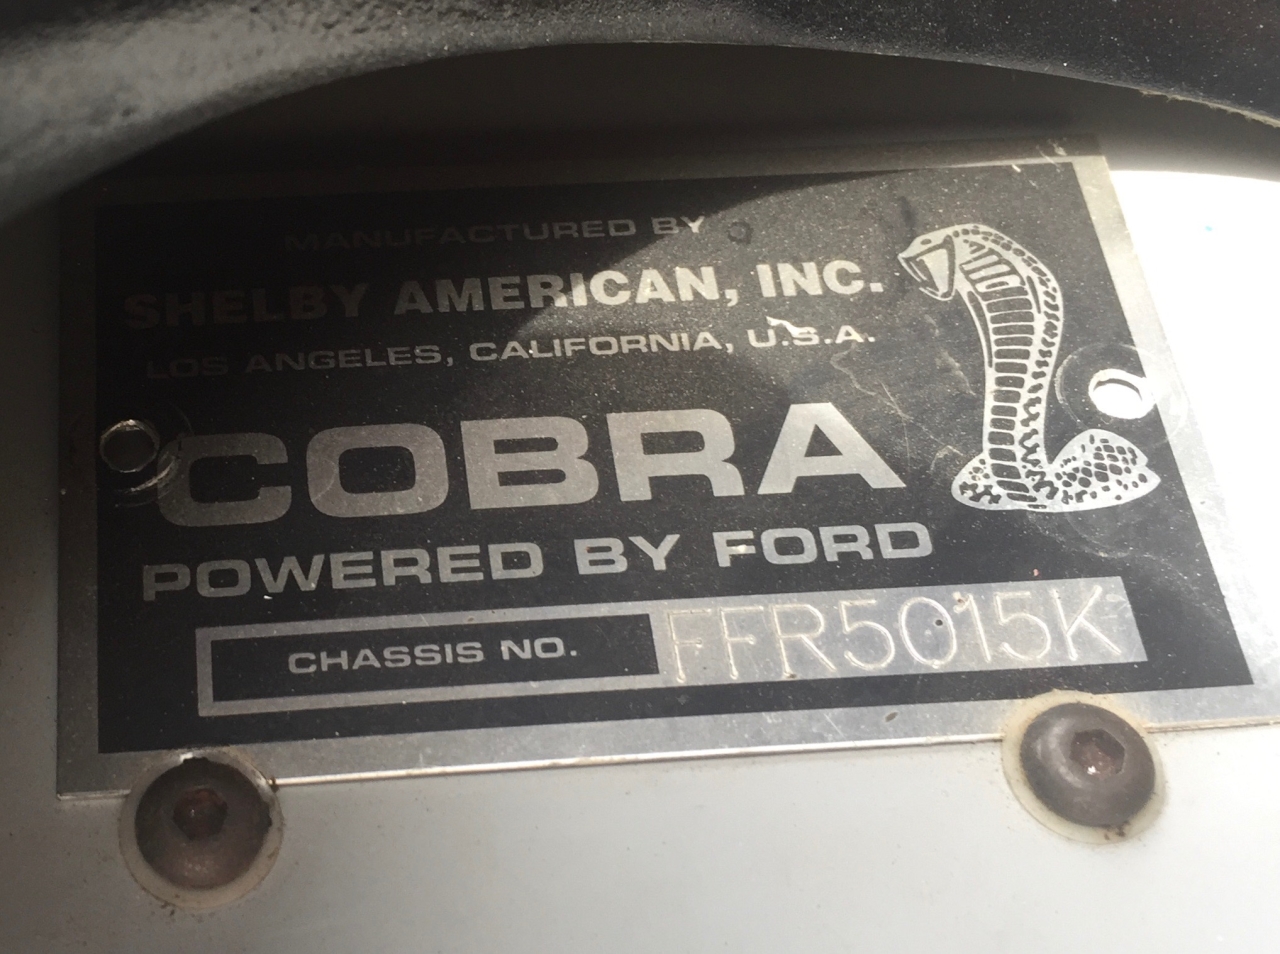 MANUFACTURED BY
SHELBY AMERICAN, INC.
LOS ANGELES, CALIFORNIA, U.S.A.
COBRA
POWERED BY FORD
CHASSIS NO. FFR5015K